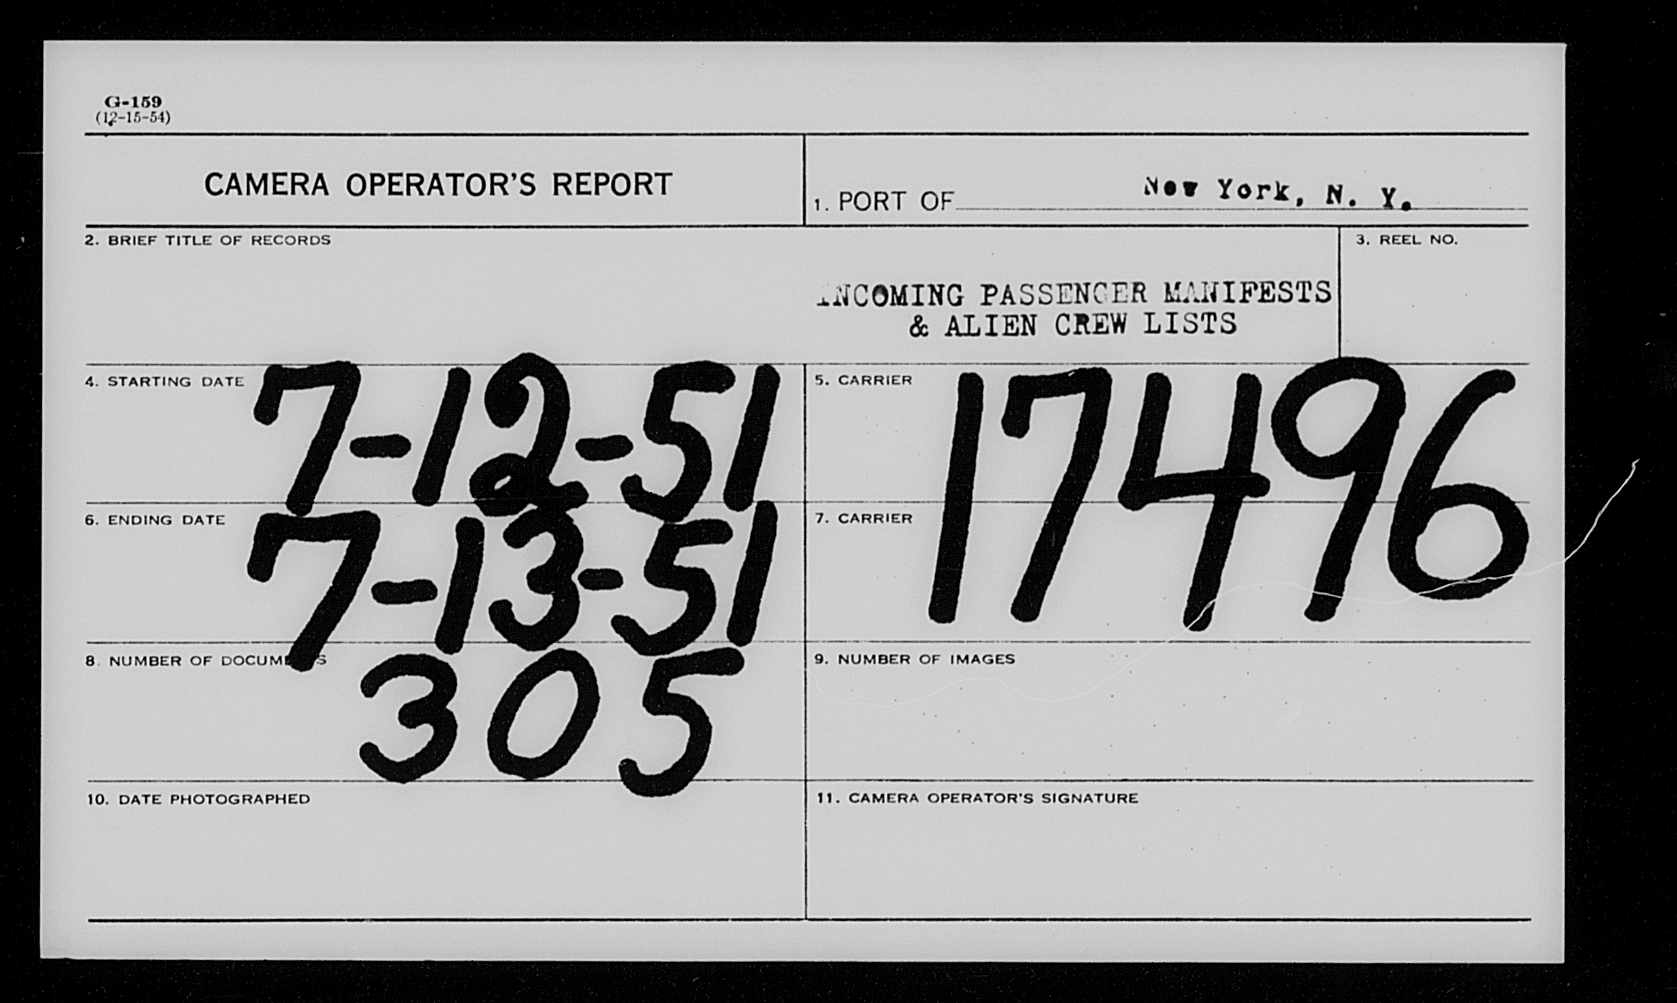 G-159
(12-15-54)
CAMERA OPERATOR'S REPORT
1. PORT OF New York, N. Y.
2. BRIEF TITLE OF RECORDS
INCOMING PASSENGER MANIFESTS
& ALIEN CREW LISTS
3. REEL NO.
4. STARTING DATE 7-12-51
5. CARRIER
17496
6. ENDING DATE 7-13-51
7. CARRIER
8. NUMBER OF DOCUMENTS
305
9. NUMBER OF IMAGES
10. DATE PHOTOGRAPHED
11. CAMERA OPERATOR'S SIGNATURE